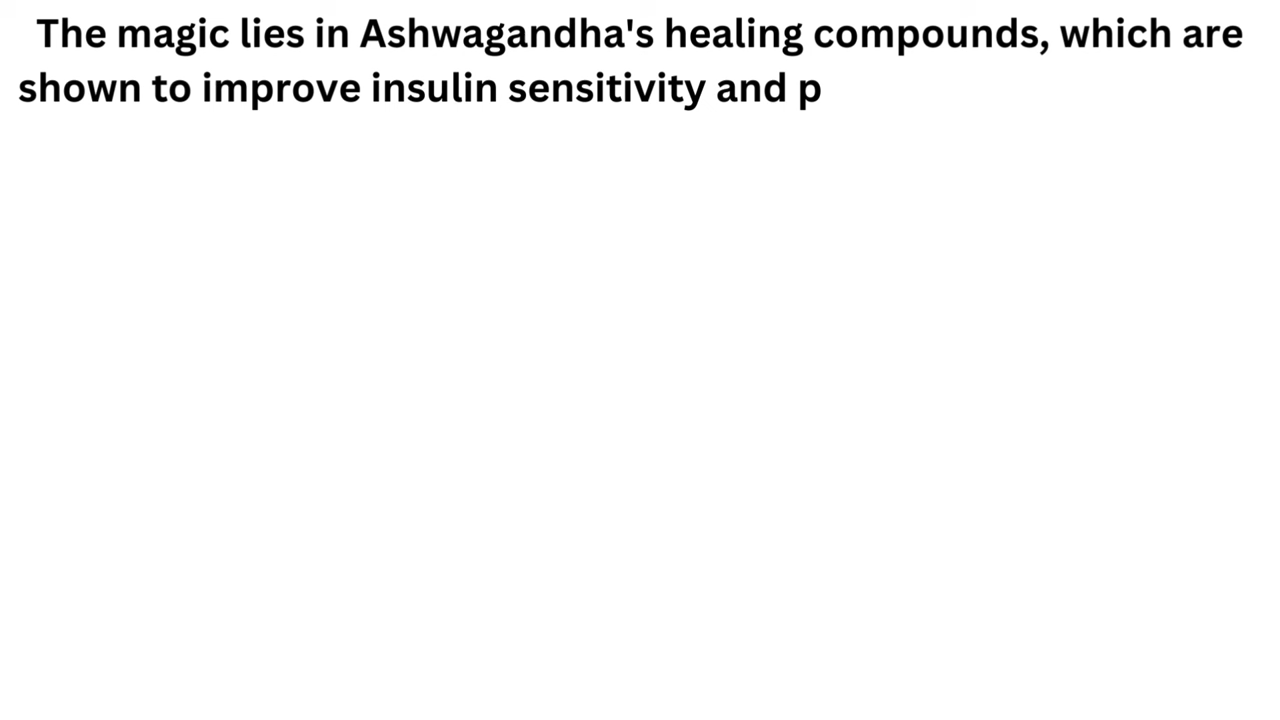 The magic lies in Ashwagandha's healing compounds, which are
shown to improve insulin sensitivity and p